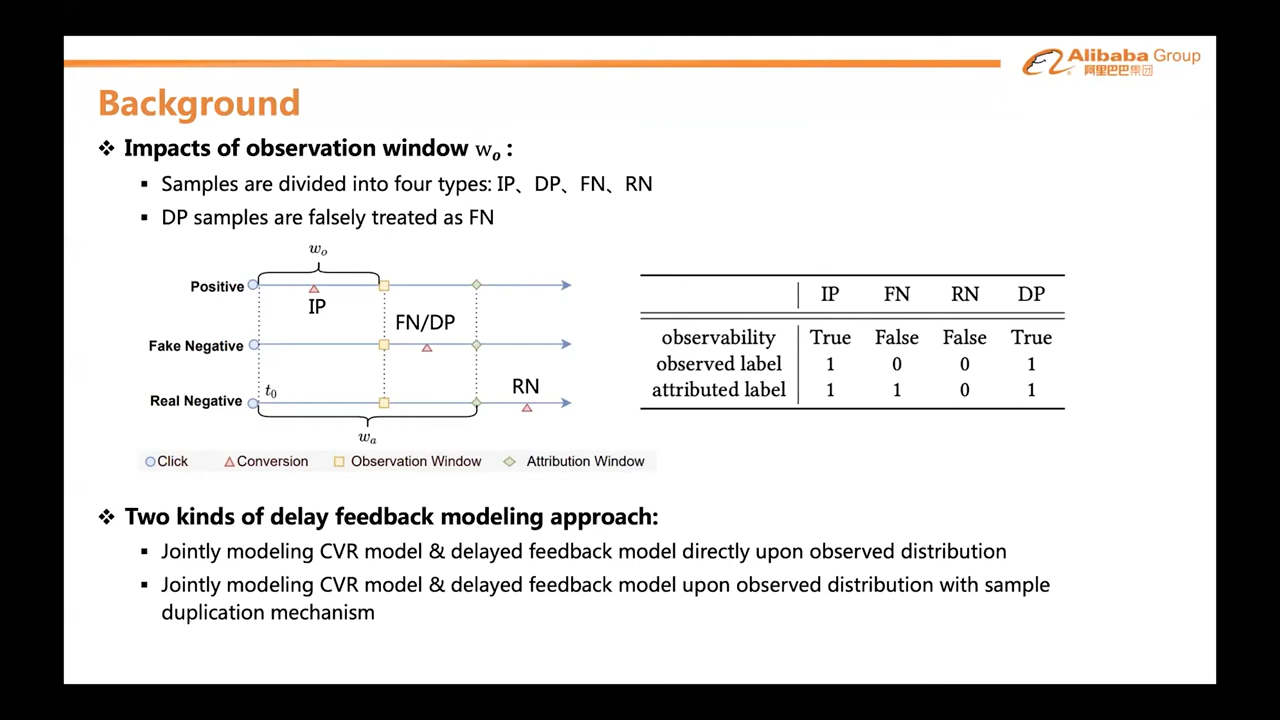 Alibaba Group
阿里巴巴集团
Background
❖ Impacts of observation window w_o :
▪ Samples are divided into four types: IP、DP、FN、RN
▪ DP samples are falsely treated as FN
w_o
Positive
IP
FN/DP
Fake Negative
RN
t_0
Real Negative
w_a
Click Conversion Observation Window Attribution Window
IP FN RN DP
observability True False False True
observed label 1 0 0 1
attributed label 1 1 0 1
❖ Two kinds of delay feedback modeling approach:
▪ Jointly modeling CVR model & delayed feedback model directly upon observed distribution
▪ Jointly modeling CVR model & delayed feedback model upon observed distribution with sample
duplication mechanism